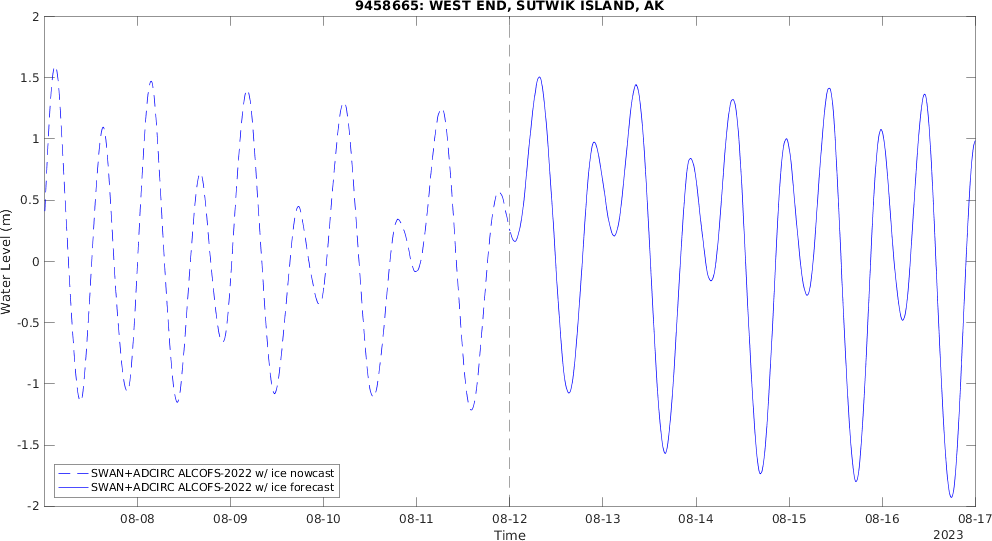 9458665: WEST END, SUTWIK ISLAND, AK
2
1.5
1
0.5
0
-0.5
-1
-1.5
-2
Water Level (m)
SWAN+ADCIRC ALCOFS-2022 w/ ice nowcast
SWAN+ADCIRC ALCOFS-2022 w/ ice forecast
08-08 08-09 08-10 08-11 08-12 08-13 08-14 08-15 08-16 08-17
Time
2023